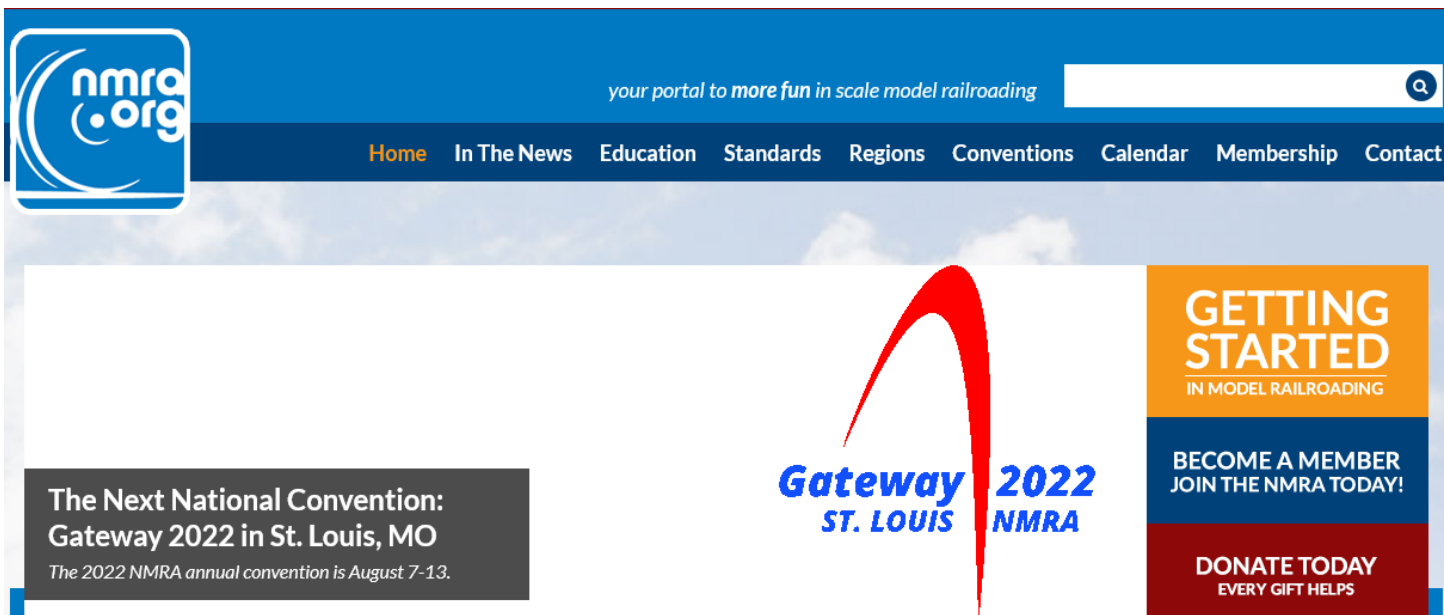 nmra
.org
your portal to more fun in scale model railroading
Home In The News Education Standards Regions Conventions Calendar Membership Contact
GETTING
STARTED
IN MODEL RAILROADING
Gateway 2022
ST. LOUIS NMRA
BECOME A MEMBER
JOIN THE NMRA TODAY!
The Next National Convention:
Gateway 2022 in St. Louis, MO
The 2022 NMRA annual convention is August 7-13.
DONATE TODAY
EVERY GIFT HELPS